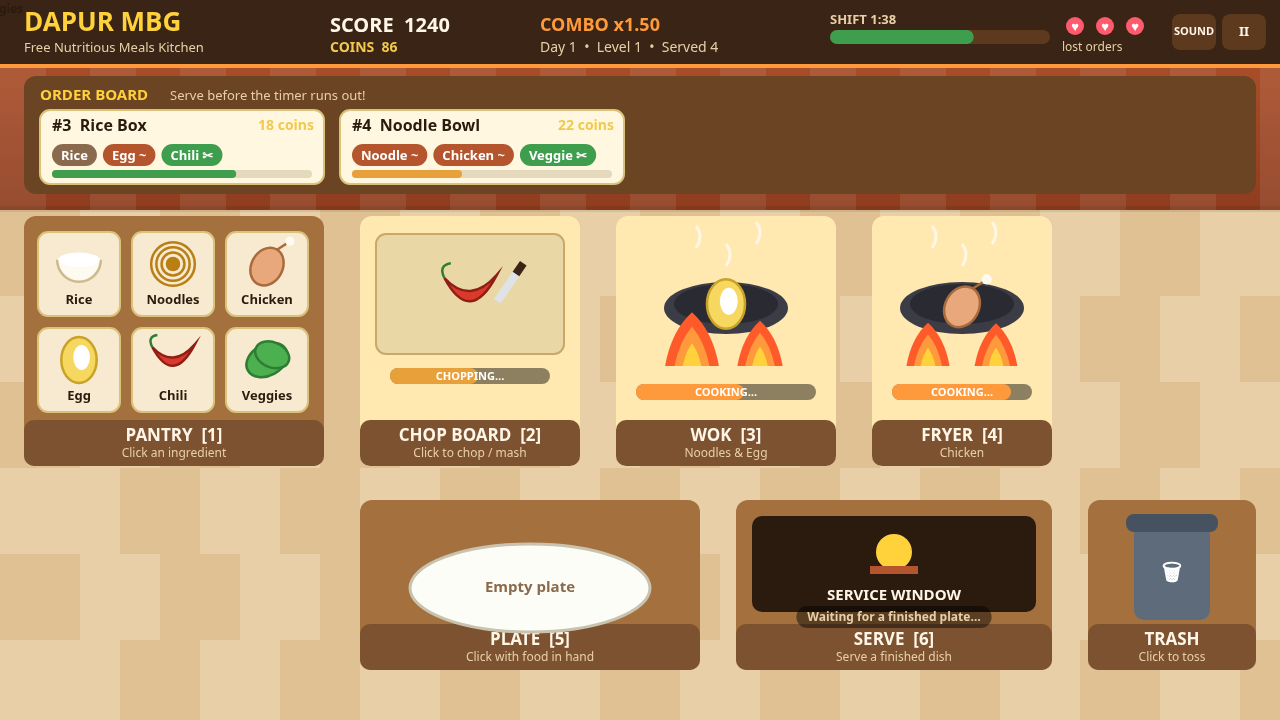 DAPUR MBG
Free Nutritious Meals Kitchen
SCORE 1240
COINS 86
COMBO x1.50
Day 1 • Level 1 • Served 4
SHIFT 1:38
lost orders
SOUND
II
ORDER BOARD Serve before the timer runs out!
#3 Rice Box 18 coins
Rice Egg ~ Chili ✂
#4 Noodle Bowl 22 coins
Noodle ~ Chicken ~ Veggie ✂
Rice
Noodles
Chicken
Egg
Chili
Veggies
PANTRY [1]
Click an ingredient
CHOPPING...
CHOP BOARD [2]
Click to chop / mash
COOKING...
WOK [3]
Noodles & Egg
COOKING...
FRYER [4]
Chicken
Empty plate
PLATE [5]
Click with food in hand
SERVICE WINDOW
Waiting for a finished plate...
SERVE [6]
Serve a finished dish
TRASH
Click to toss